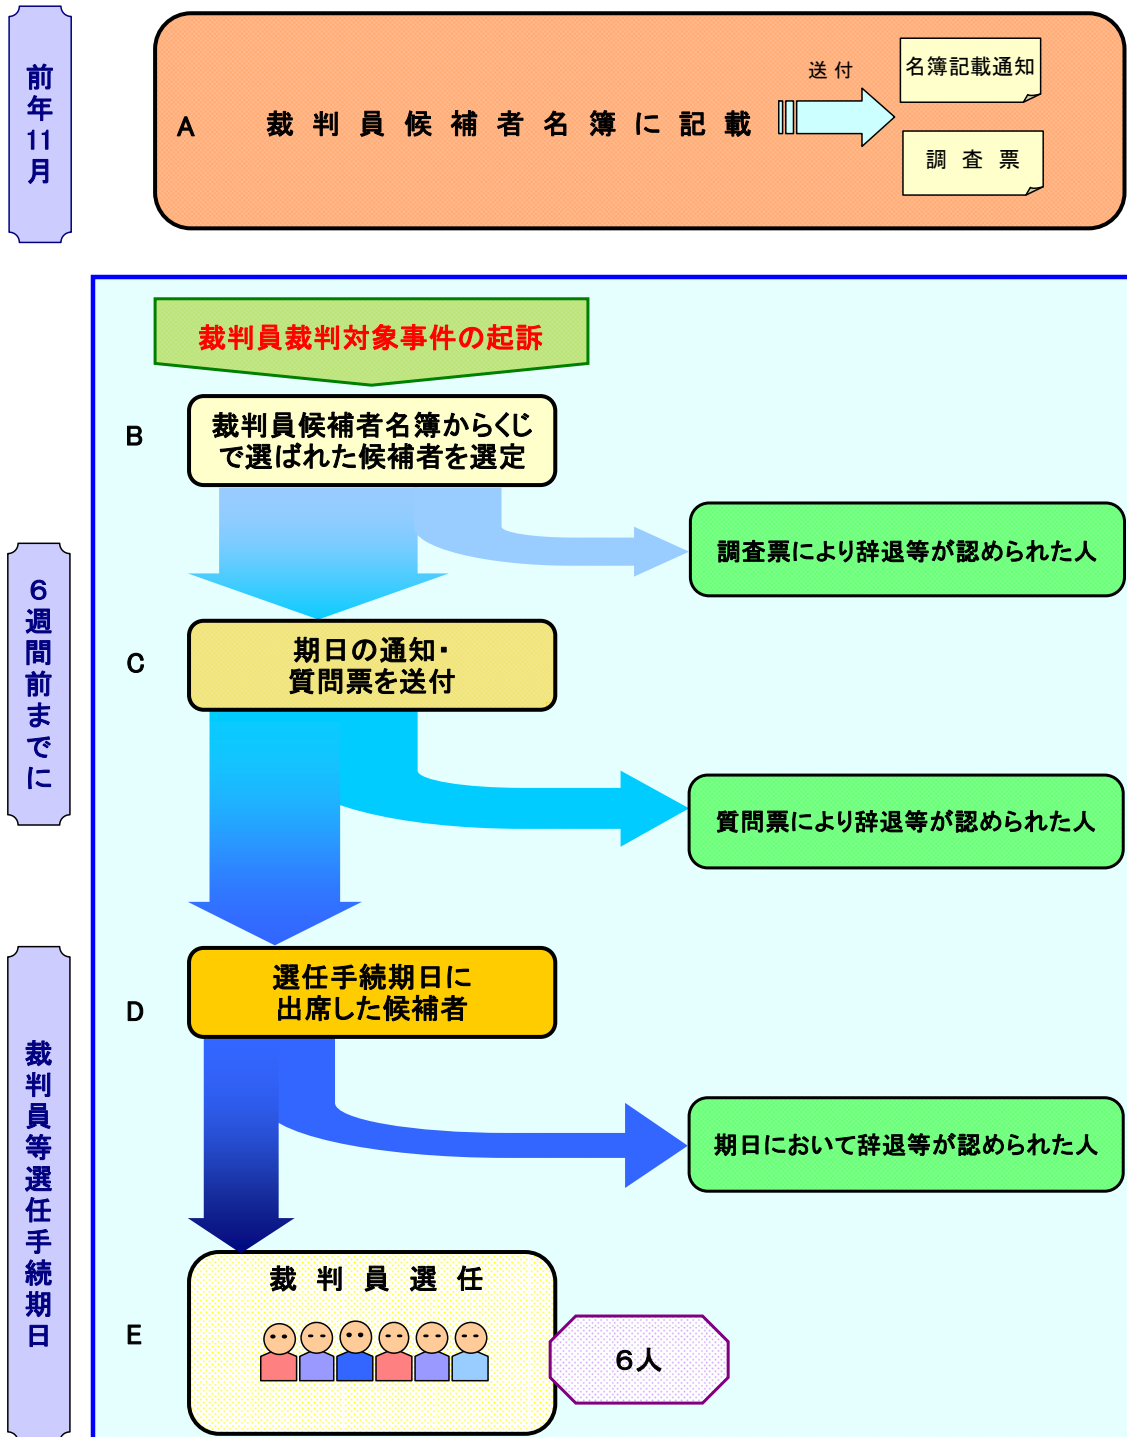 前年11月
送付
名簿記載通知
A
裁判員候補者名簿に記載
調査票
裁判員裁判対象事件の起訴
B
裁判員候補者名簿からくじ
で選ばれた候補者を選定
調査票により辞退等が認められた人
6週間前までに
C
期日の通知・
質問票を送付
質問票により辞退等が認められた人
裁判員等選任手続期日
D
選任手続期日に
出席した候補者
期日において辞退等が認められた人
E
裁判員選任
6人